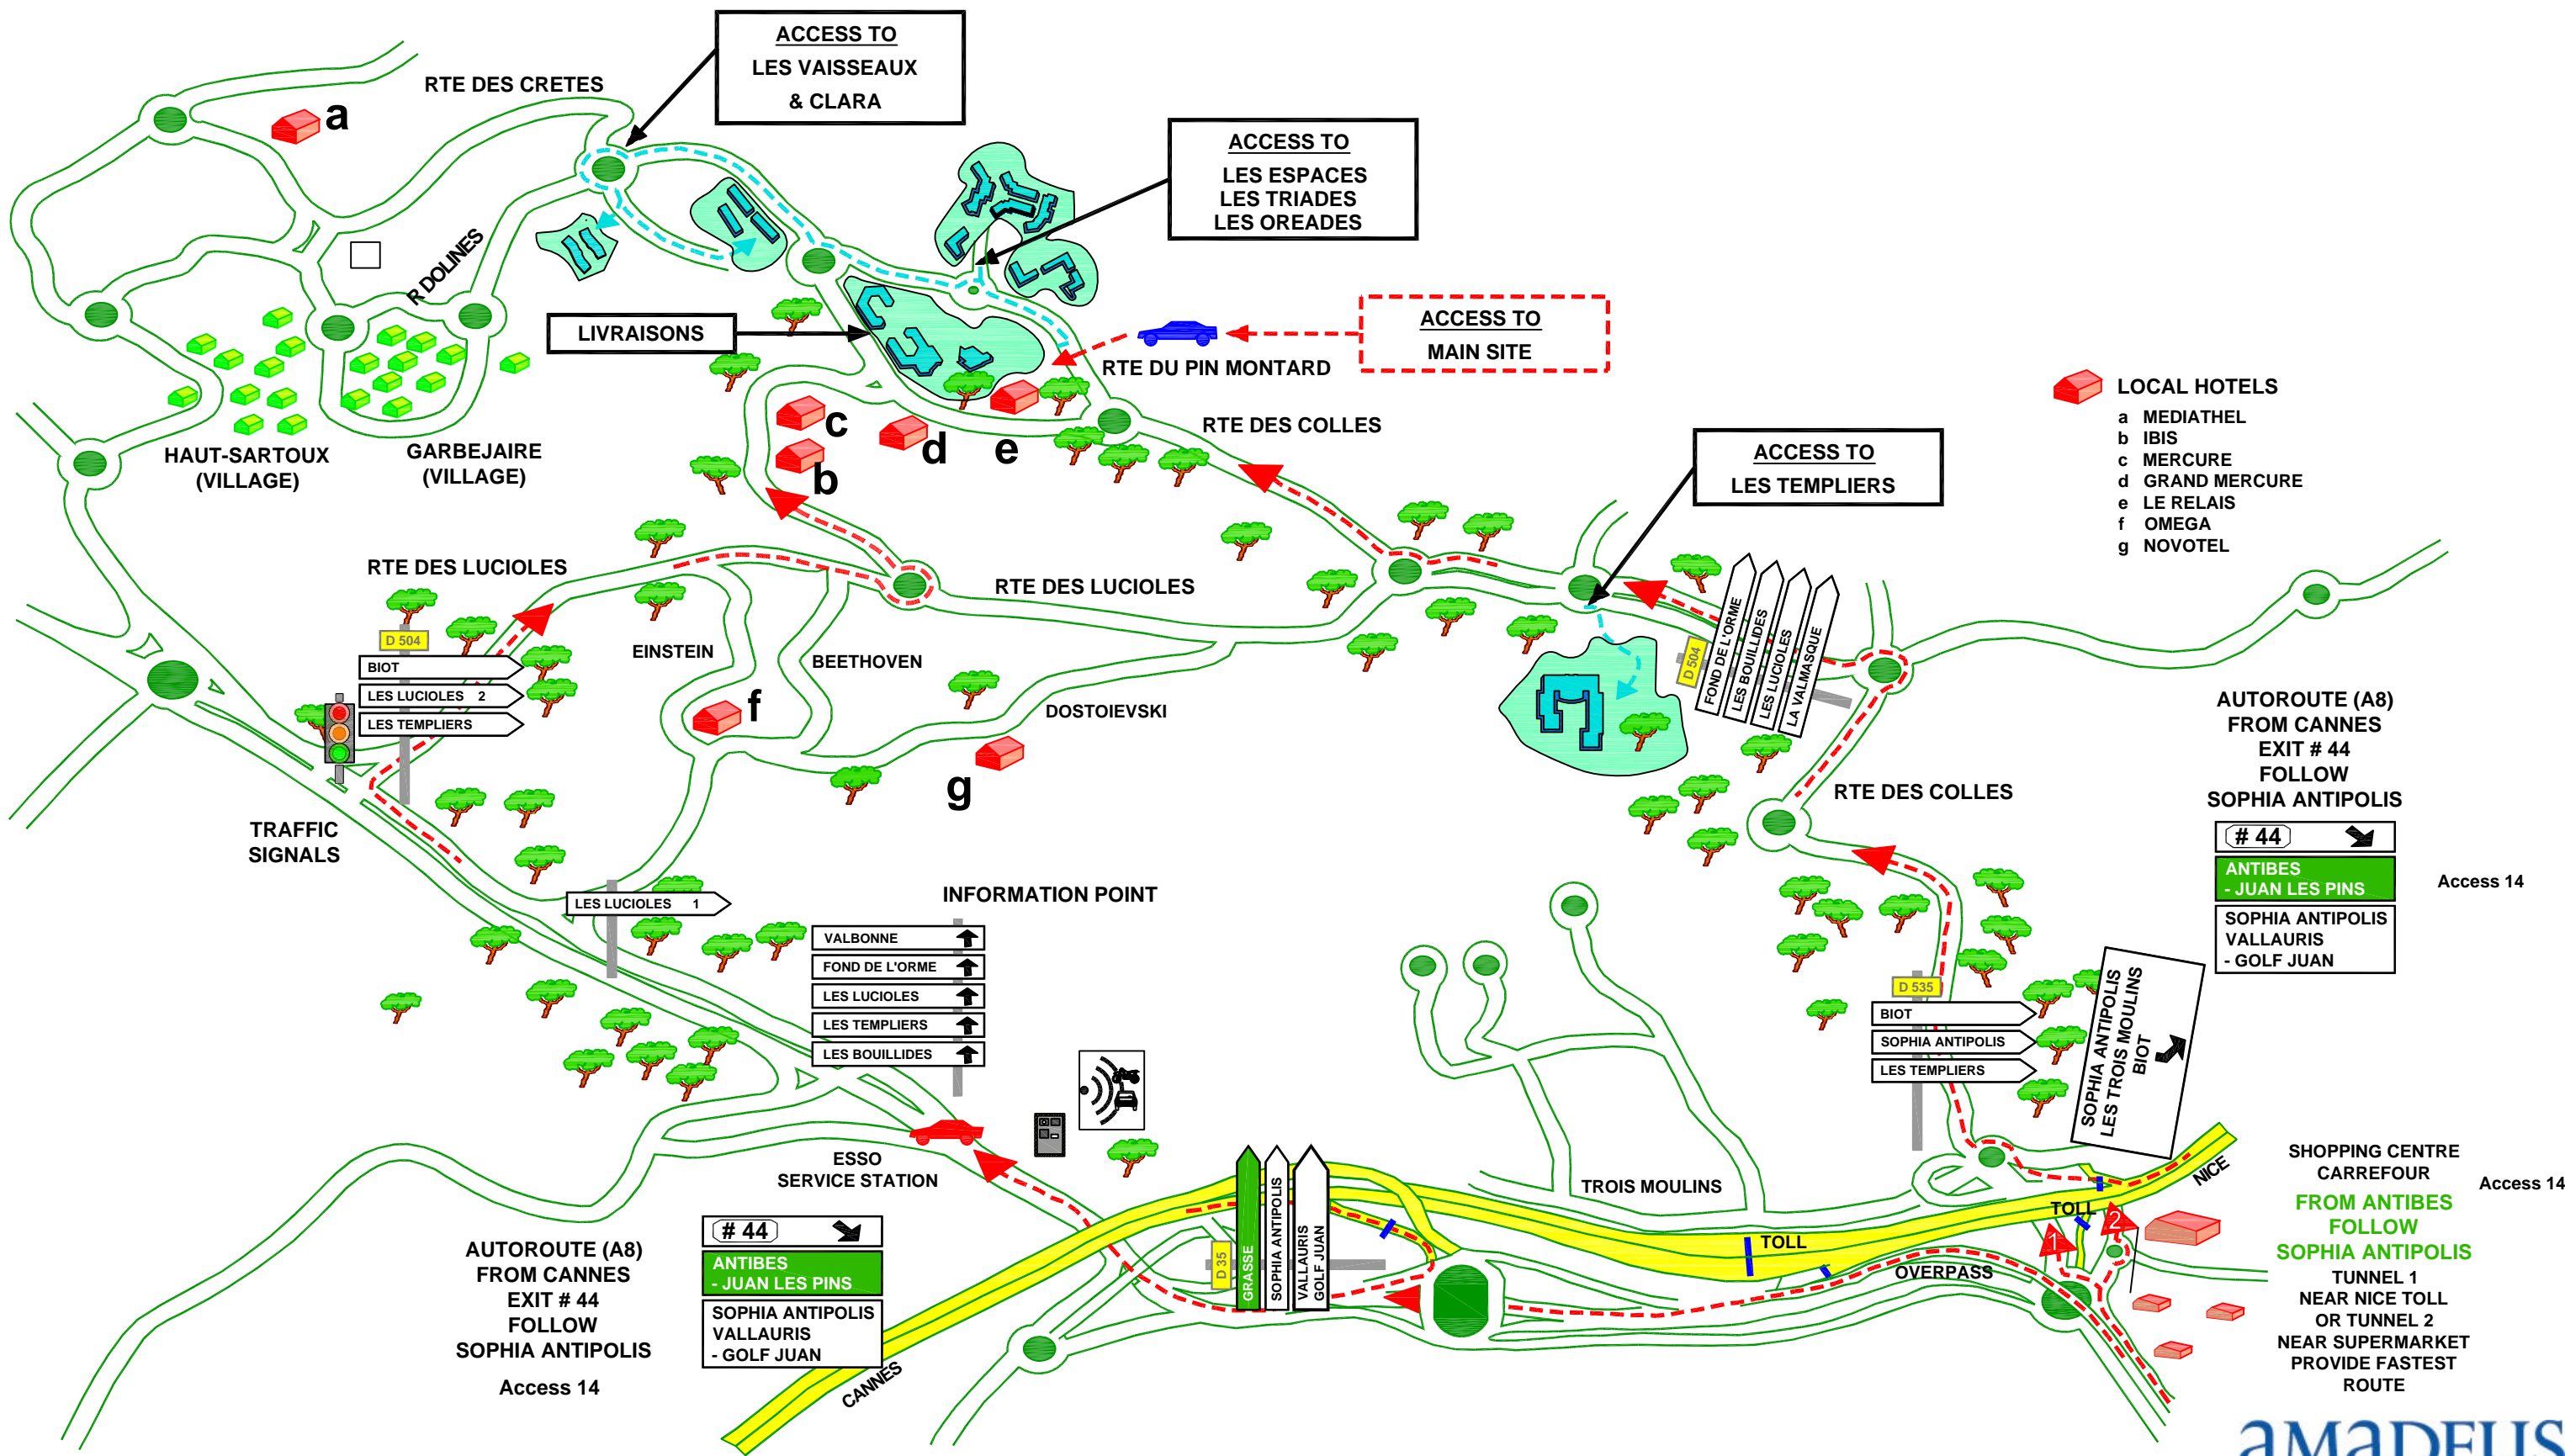 ACCESS TO
LES VAISSEAUX
& CLARA
RTE DES CRETES
a
ACCESS TO
LES ESPACES
LES TRIADES
LES OREADES
R DOLINES
LIVRAISONS
ACCESS TO
MAIN SITE
RTE DU PIN MONTARD
RTE DES COLLES
c
d
e
b
HAUT-SARTOUX
(VILLAGE)
GARBEJAIRE
(VILLAGE)
LOCAL HOTELS
a MEDIATHEL
b IBIS
c MERCURE
d GRAND MERCURE
e LE RELAIS
f OMEGA
g NOVOTEL
ACCESS TO
LES TEMPLIERS
RTE DES LUCIOLES
RTE DES LUCIOLES
D 504
BIOT
LES LUCIOLES 2
LES TEMPLIERS
EINSTEIN
BEETHOVEN
f
DOSTOIEVSKI
g
D 504
FOND DE L'ORME
LES BOUILLIDES
LES LUCIOLES
LA VALMASQUE
RTE DES COLLES
TRAFFIC
SIGNALS
AUTOROUTE (A8)
FROM CANNES
EXIT # 44
FOLLOW
SOPHIA ANTIPOLIS
# 44
ANTIBES
- JUAN LES PINS
SOPHIA ANTIPOLIS
VALLAURIS
- GOLF JUAN
Access 14
LES LUCIOLES 1
INFORMATION POINT
VALBONNE
FOND DE L'ORME
LES LUCIOLES
LES TEMPLIERS
LES BOUILLIDES
D 535
BIOT
SOPHIA ANTIPOLIS
LES TEMPLIERS
SOPHIA ANTIPOLIS
LES TROIS MOULINS
BIOT
ESSO
SERVICE STATION
D 35
GRASSE
SOPHIA ANTIPOLIS
VALLAURIS
GOLF JUAN
TROIS MOULINS
TOLL
TOLL
NICE
OVERPASS
1
2
CANNES
AUTOROUTE (A8)
FROM CANNES
EXIT # 44
FOLLOW
SOPHIA ANTIPOLIS
Access 14
# 44
ANTIBES
- JUAN LES PINS
SOPHIA ANTIPOLIS
VALLAURIS
- GOLF JUAN
SHOPPING CENTRE
CARREFOUR
Access 14
FROM ANTIBES
FOLLOW
SOPHIA ANTIPOLIS
TUNNEL 1
NEAR NICE TOLL
OR TUNNEL 2
NEAR SUPERMARKET
PROVIDE FASTEST
ROUTE
aMaDEUS